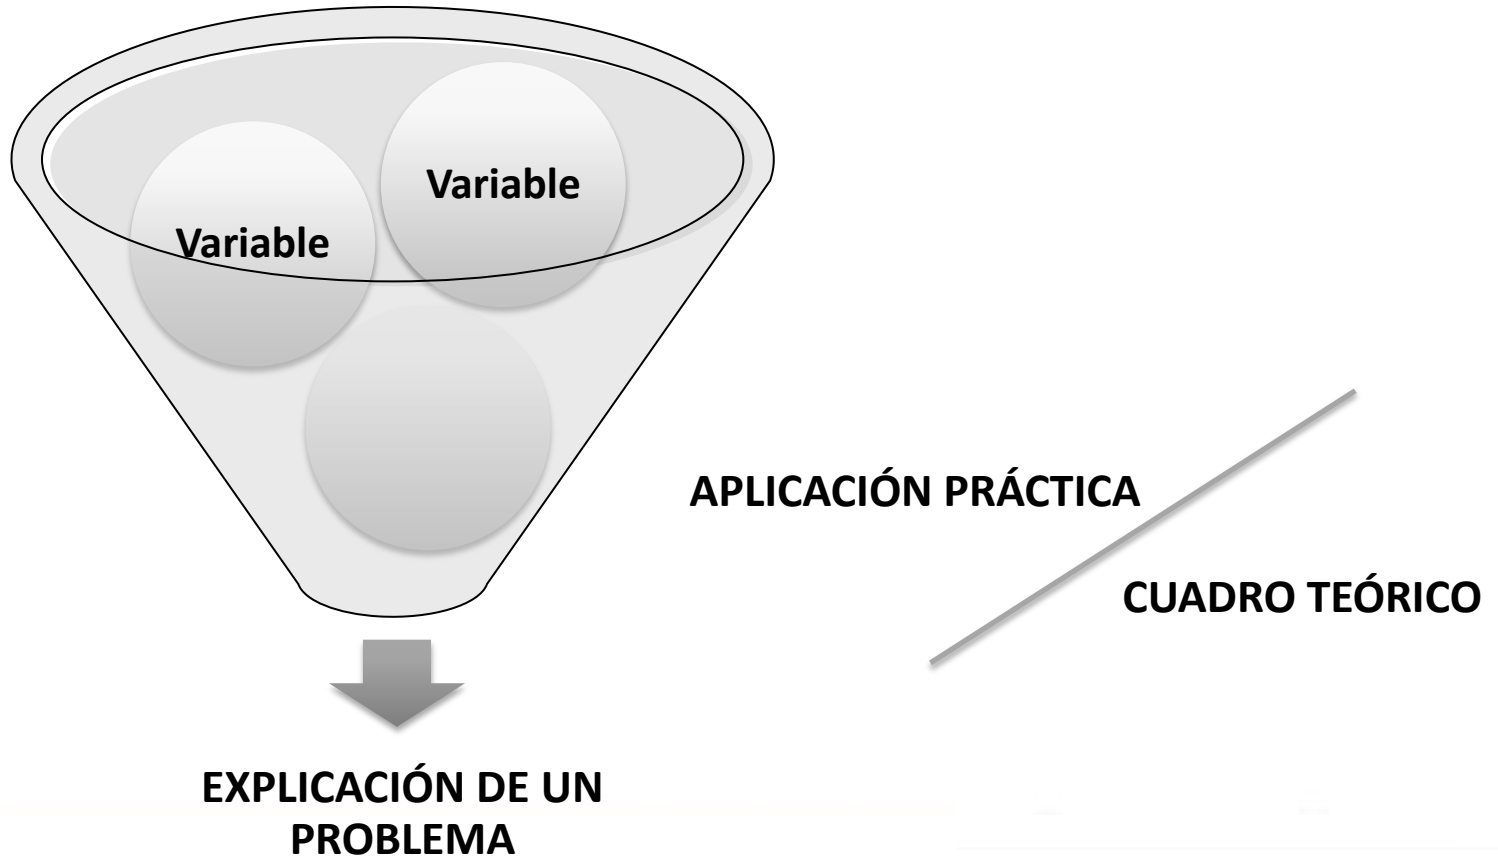 Variable
Variable
APLICACIÓN PRÁCTICA
CUADRO TEÓRICO
EXPLICACIÓN DE UN
PROBLEMA